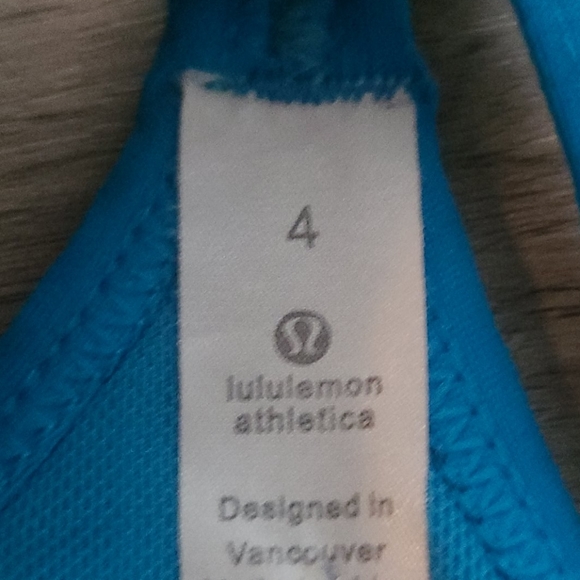 4
lululemon
athletica
Designed in
Vancouver